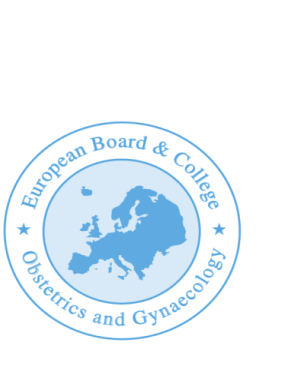 European Board & College
Obstetrics and Gynaecology